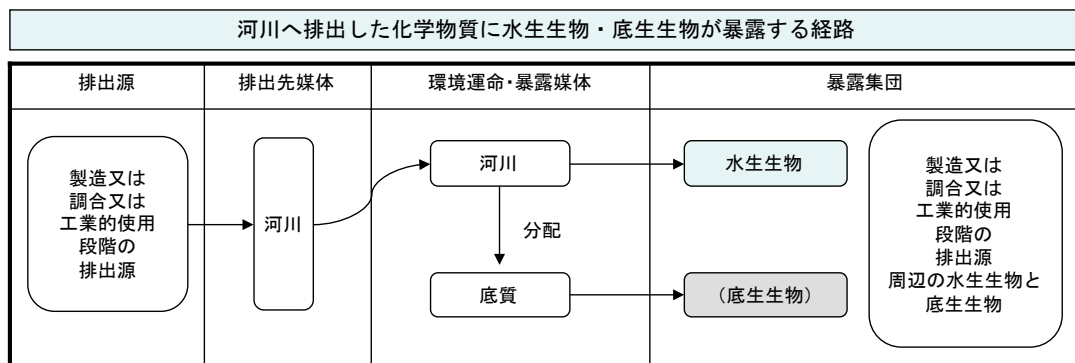 河川へ排出した化学物質に水生生物・底生生物が暴露する経路
排出源
排出先媒体
環境運命・暴露媒体
暴露集団
製造又は
調合又は
工業的使用
段階の
排出源
河川
河川
分配
底質
水生生物
（底生生物）
製造又は
調合又は
工業的使用
段階の
排出源
周辺の水生生物と
底生生物